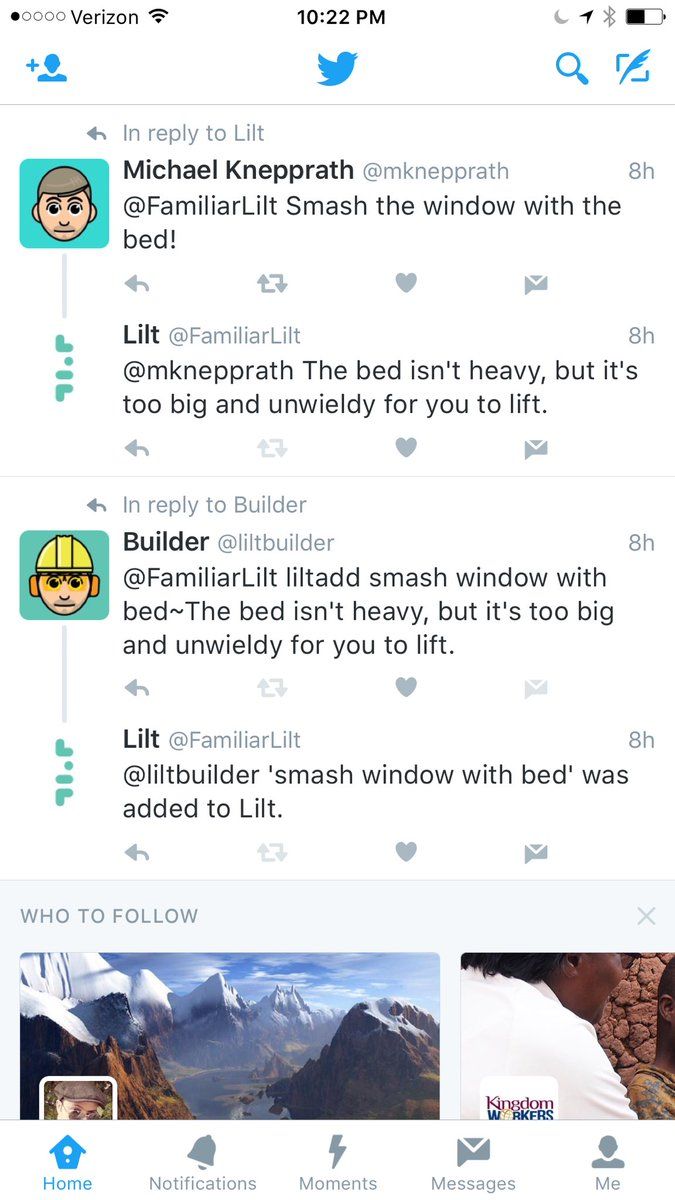 Verizon 10:22 PM
In reply to Lilt
Michael Knepprath @mknepprath 8h
@FamiliarLilt Smash the window with the
bed!
Lilt @FamiliarLilt 8h
@mknepprath The bed isn't heavy, but it's
too big and unwieldy for you to lift.
In reply to Builder
Builder @liltbuilder 8h
@FamiliarLilt liltadd smash window with
bed~The bed isn't heavy, but it's too big
and unwieldy for you to lift.
Lilt @FamiliarLilt 8h
@liltbuilder 'smash window with bed' was
added to Lilt.
WHO TO FOLLOW
Kingdom
WORKERS
Home Notifications Moments Messages Me